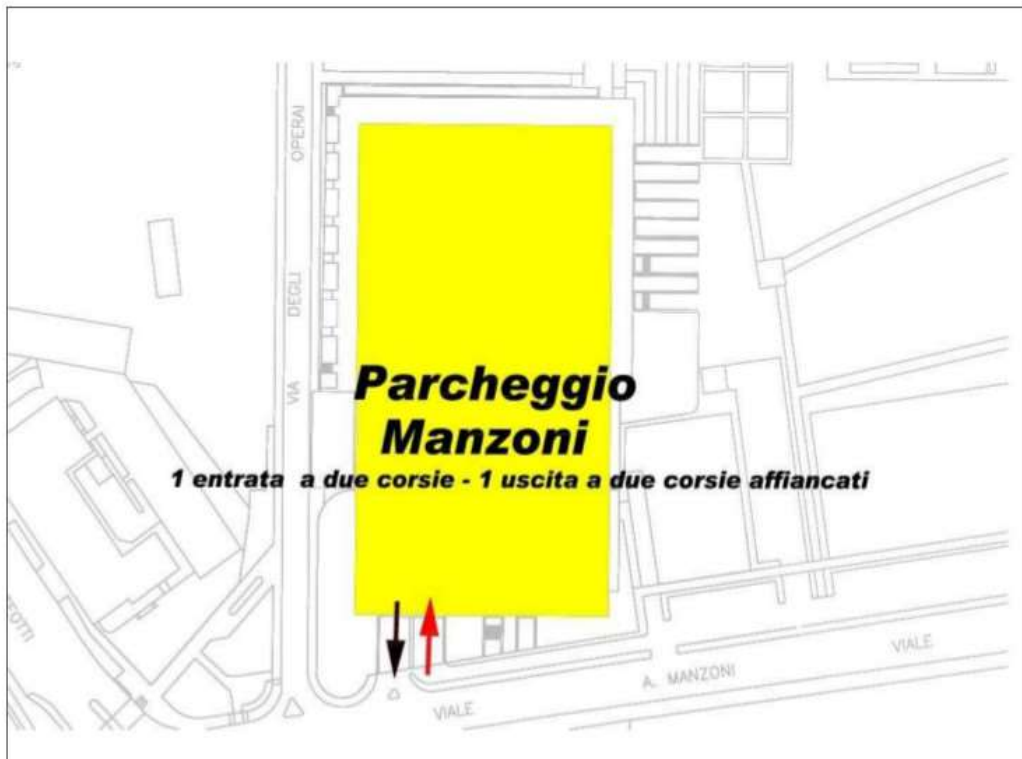 VIA DEGLI OPERAI
Parcheggio
Manzoni
1 entrata a due corsie - 1 uscita a due corsie affiancati
VIALE A. MANZONI VIALE